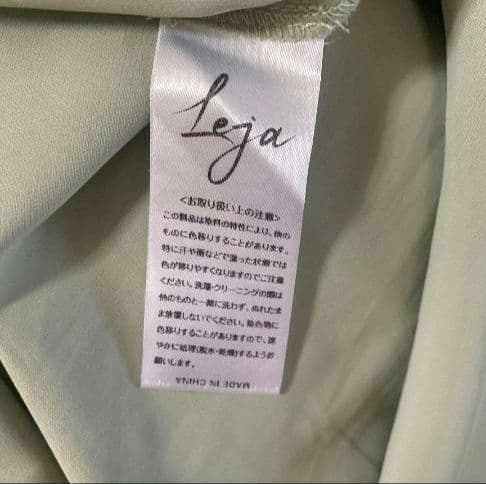 Leja
<お取り扱い上の注意>
この製品は染料の特性により、他の
ものに色移りすることがあります。
特に汗や雨などで湿った状態では
色が移りやすくなりますのでご注意
ください。洗濯・クリーニングの際は
他のものと一緒に洗わず、ぬれたま
ま放置しないでください。染色物に
色移りすることがありますので、速
やかに処理(脱水・乾燥)するようお
願いします。
MADE IN CHINA